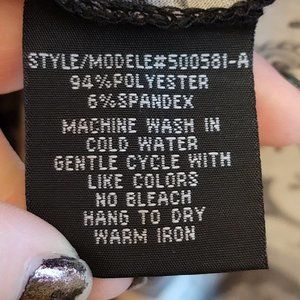 STYLE/MODELE#500581-A
94%POLYESTER
6%SPANDEX
MACHINE WASH IN
COLD WATER
GENTLE CYCLE WITH
LIKE COLORS
NO BLEACH
HANG TO DRY
WARM IRON